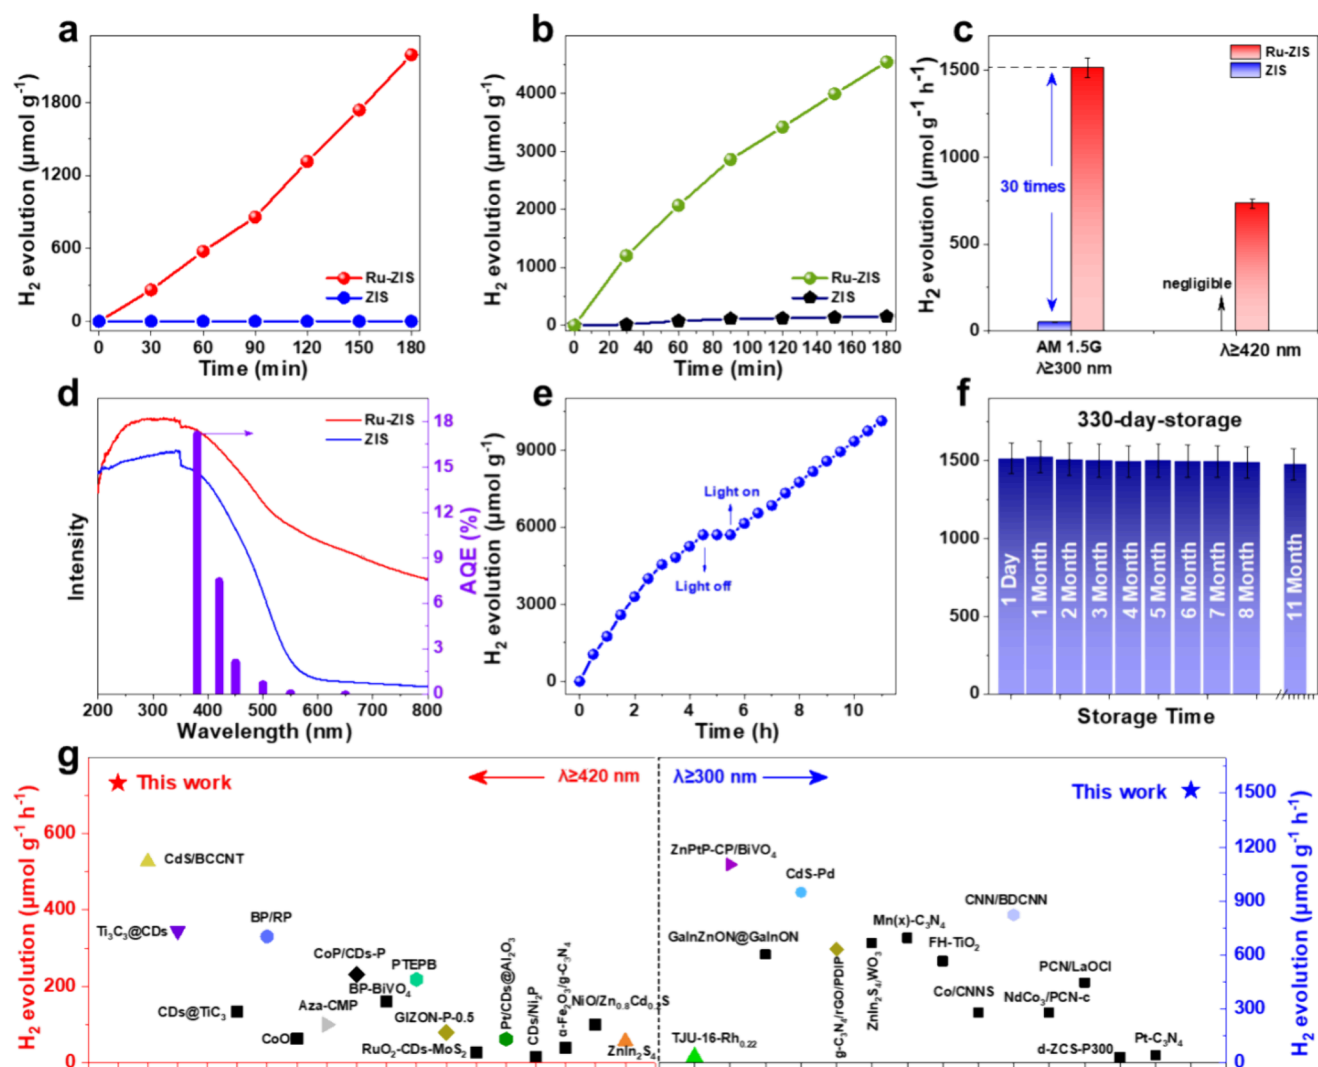 a
H₂ evolution (μmol g⁻¹)
1800
1200
600
0
Ru-ZIS
ZIS
0 30 60 90 120 150 180
Time (min)
b
H₂ evolution (μmol g⁻¹)
4000
3000
2000
1000
0
Ru-ZIS
ZIS
0 20 40 60 80 100 120 140 160 180
Time (min)
c
H₂ evolution (μmol g⁻¹ h⁻¹)
1500
1000
500
0
Ru-ZIS
ZIS
30 times
negligible
AM 1.5G
λ≥300 nm
λ≥420 nm
d
Intensity
Ru-ZIS
ZIS
18
15
12
9
6
3
0
AQE (%)
200 300 400 500 600 700 800
Wavelength (nm)
e
H₂ evolution (μmol g⁻¹)
9000
6000
3000
0
Light on
Light off
0 2 4 6 8 10
Time (h)
f
330-day-storage
1500
1000
500
0
1 Day
1 Month
2 Month
3 Month
4 Month
5 Month
6 Month
7 Month
8 Month
11 Month
Storage Time
g
H₂ evolution (μmol g⁻¹ h⁻¹)
600
400
200
0
This work
λ≥420 nm
CdS/BCCNT
Ti₃C₃@CDs
BP/RP
CDs@TiC₃
CoO
Aza-CMP
CoP/CDs-P
BP-BiVO₄
PTEPB
GIZON-P-0.5
RuO₂-CDs-MoS₂
Pt/CDs@Al₂O₃
CDs/Ni₂P
α-Fe₂O₃/g-C₃N₄
NiO/Zn₀.₈Cd₀.₂S
ZnIn₂S₄
λ≥300 nm
This work
ZnPtP-CP/BiVO₄
CdS-Pd
GaInZnON@GaInON
TJU-16-Rh₀.₂₂
g-C₃N₄/rGO/PDIP
ZnIn₂S₄/WO₃
Mn(x)-C₃N₄
FH-TiO₂
CNN/BDCNN
Co/CNNS
NdCo₃/PCN-c
PCN/LaOCl
d-ZCS-P300
Pt-C₃N₄
1500
1200
900
600
300
0
H₂ evolution (μmol g⁻¹ h⁻¹)